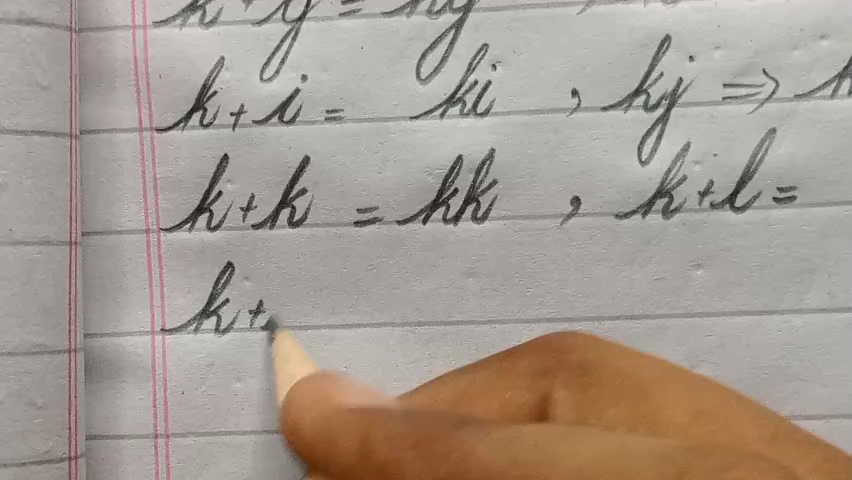 k + i = ki , kj ⇒
k + k = kk , k + l =
k +